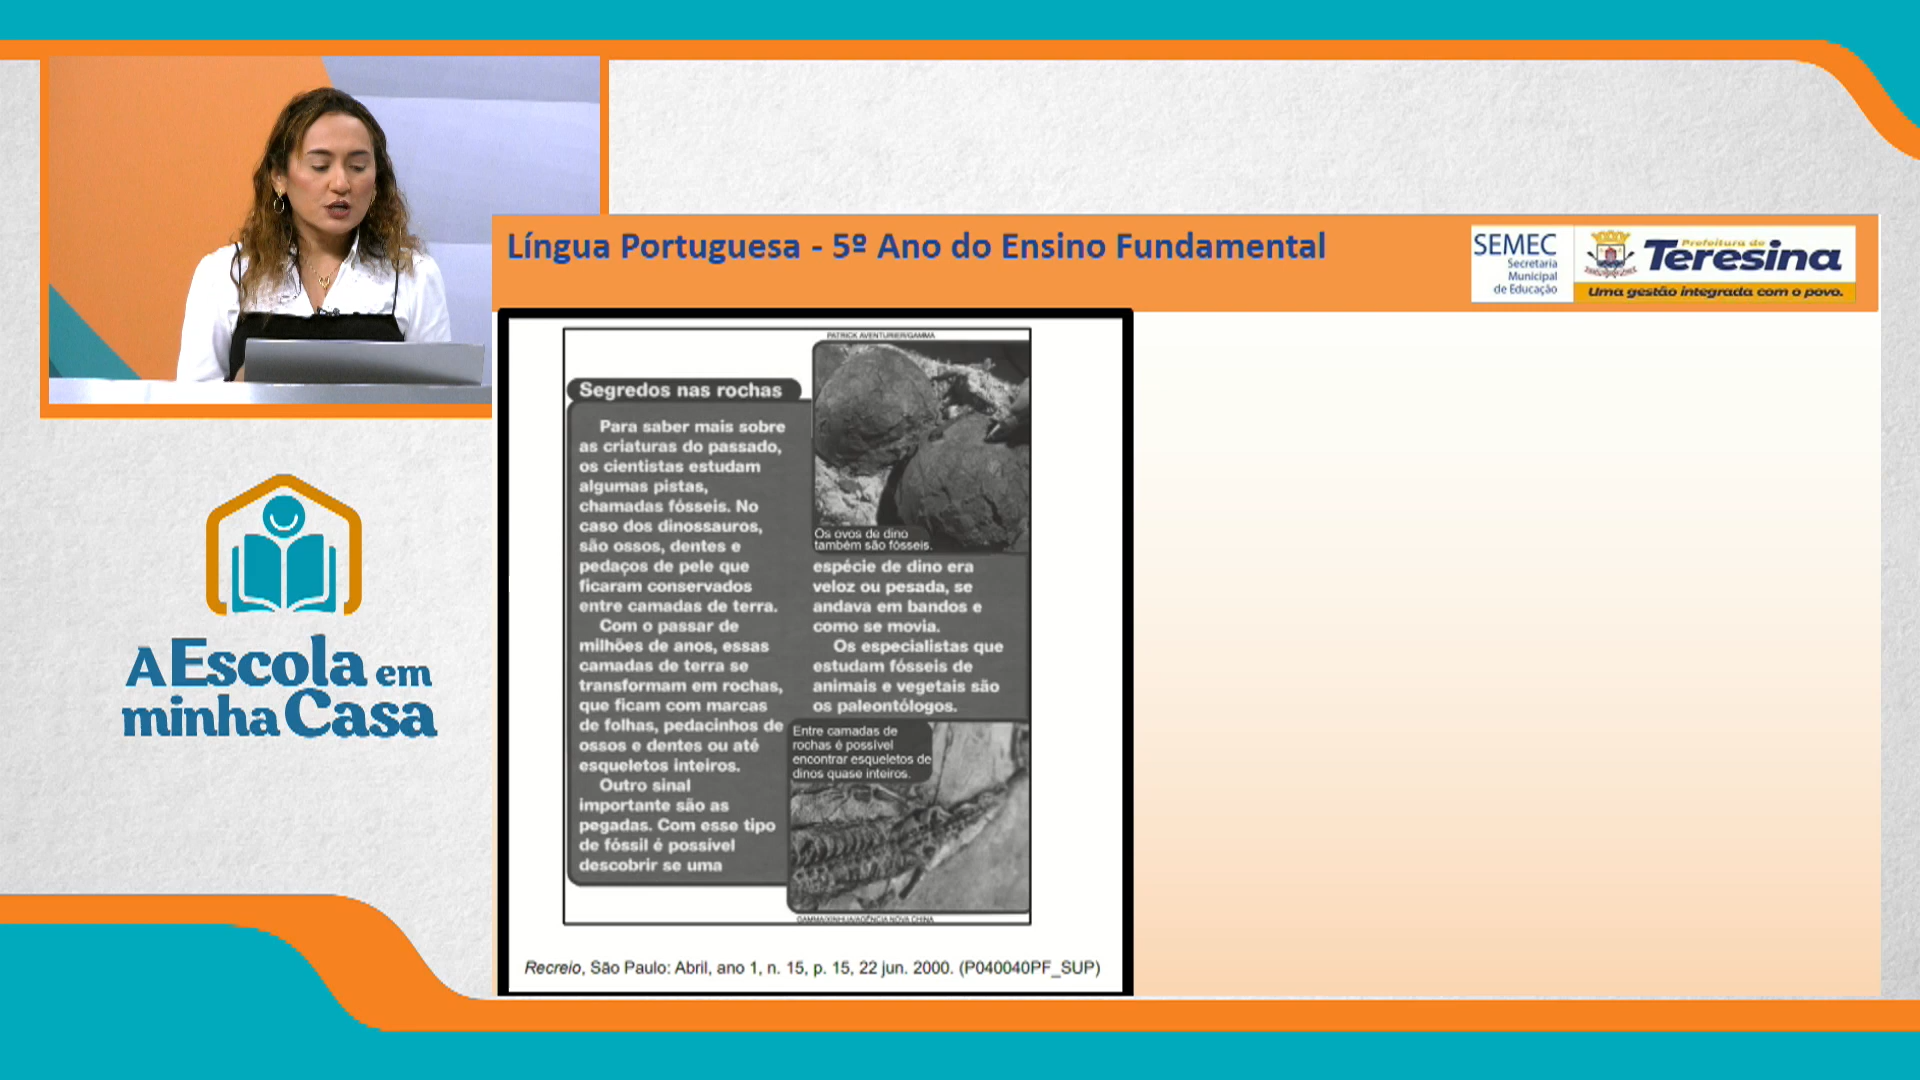 Língua Portuguesa - 5º Ano do Ensino Fundamental
SEMEC
Secretaria
Municipal
de Educação
Prefeitura de
Teresina
Uma gestão integrada com o povo.
PATRICK AVENTURIER/GAMMA
Segredos nas rochas
Para saber mais sobre
as criaturas do passado,
os cientistas estudam
algumas pistas,
chamadas fósseis. No
caso dos dinossauros,
são ossos, dentes e
pedaços de pele que
ficaram conservados
entre camadas de terra.
Com o passar de
milhões de anos, essas
camadas de terra se
transformam em rochas,
que ficam com marcas
de folhas, pedacinhos de
ossos e dentes ou até
esqueletos inteiros.
Outro sinal
importante são as
pegadas. Com esse tipo
de fóssil é possível
descobrir se uma
Os ovos de dino
também são fósseis.
espécie de dino era
veloz ou pesada, se
andava em bandos e
como se movia.
Os especialistas que
estudam fósseis de
animais e vegetais são
os paleontólogos.
Entre camadas de
rochas é possível
encontrar esqueletos de
dinos quase inteiros.
GAMMA/XINHUA/AGÊNCIA NOVA CHINA
Recreio, São Paulo: Abril, ano 1, n. 15, p. 15, 22 jun. 2000. (P040040PF_SUP)
A Escola em
minha Casa